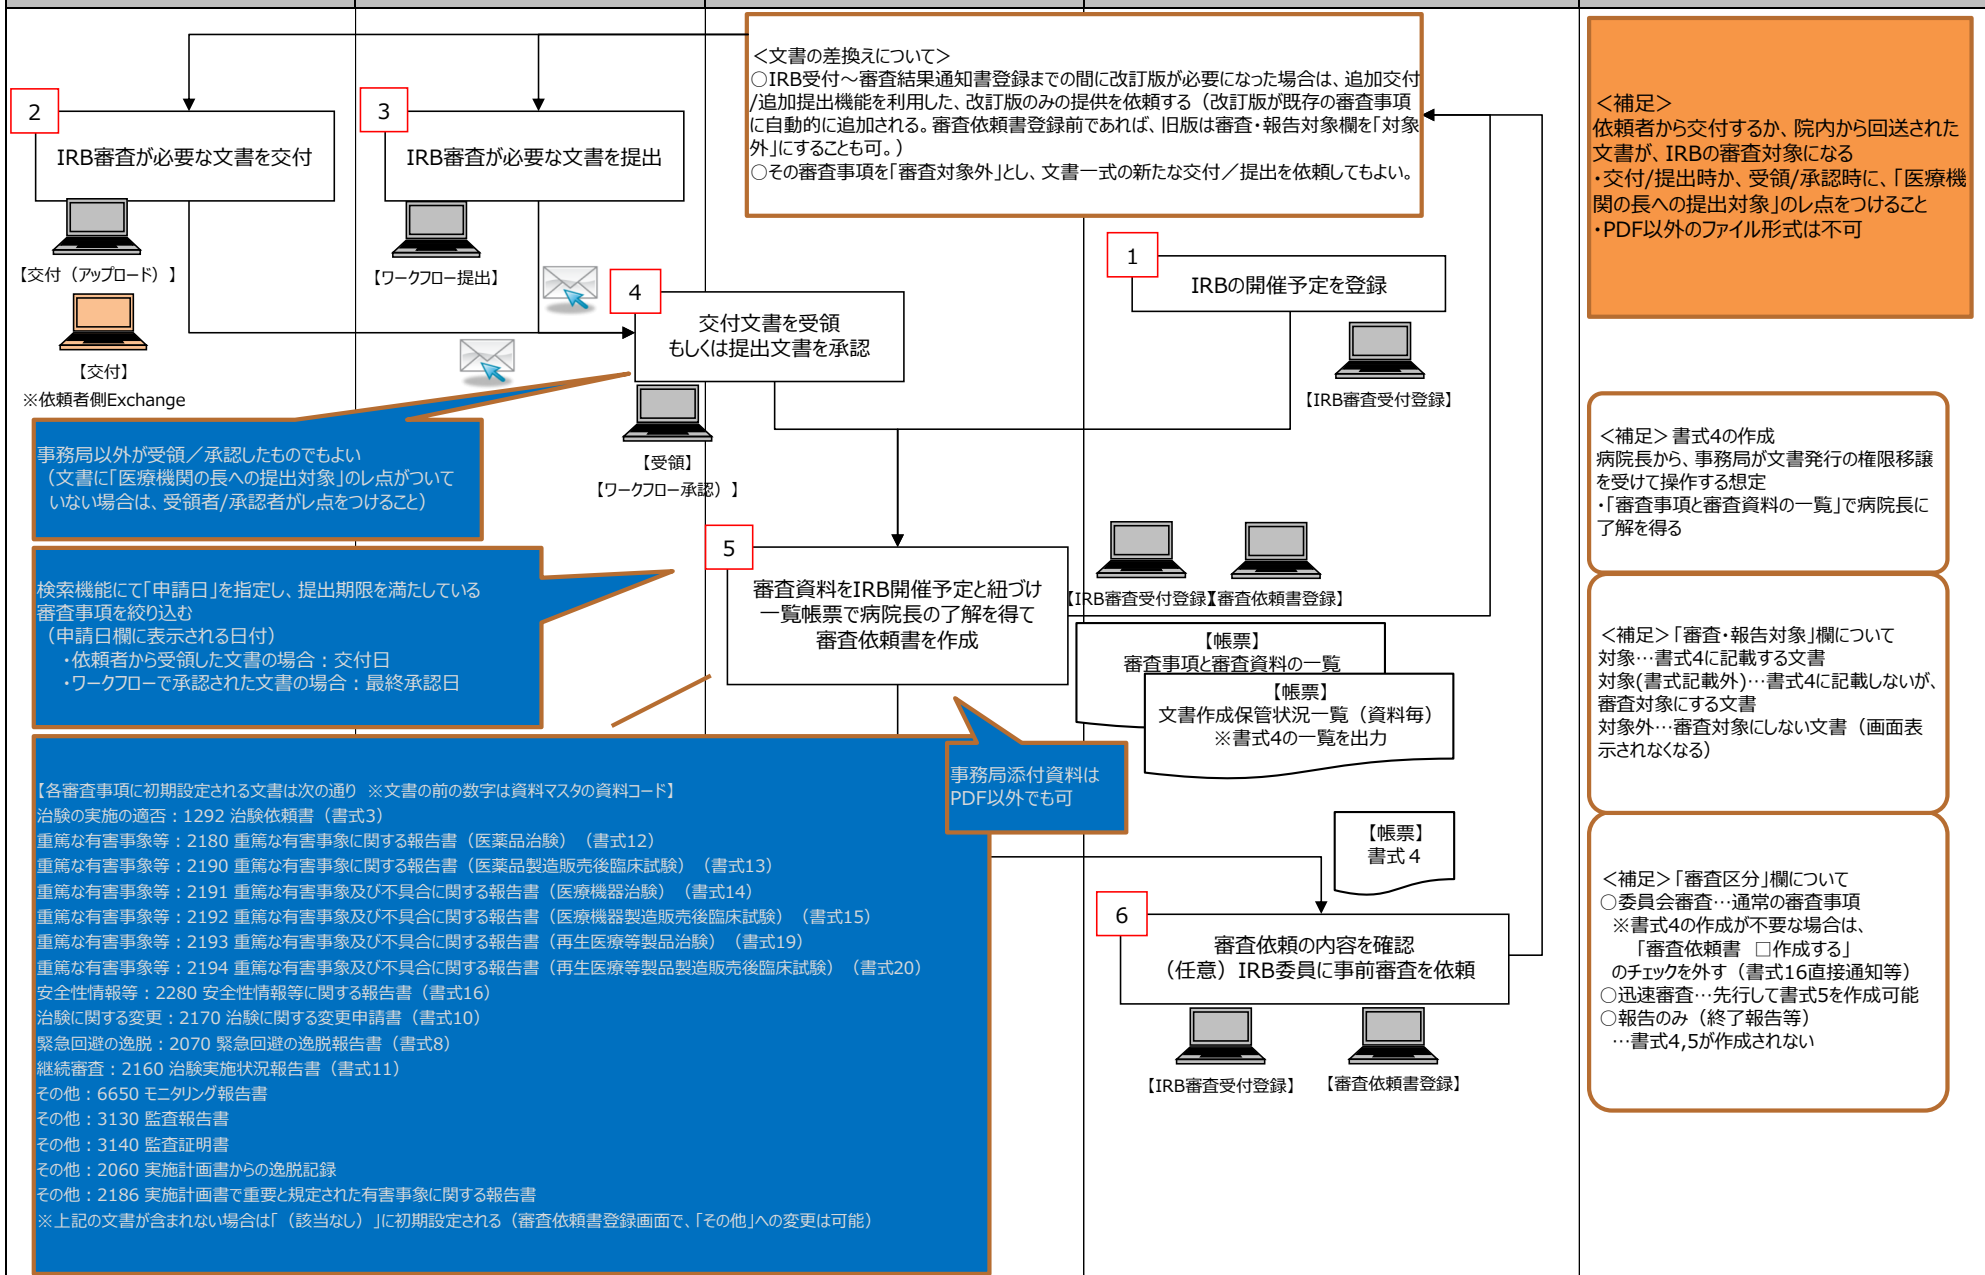 <文書の差換えについて>
○IRB受付～審査結果通知書登録までの間に改訂版が必要になった場合は、追加交付
/追加提出機能を利用した、改訂版のみの提供を依頼する（改訂版が既存の審査事項
に自動的に追加される。審査依頼書登録前であれば、旧版は審査・報告対象欄を「対象
外」にすることも可。）
○その審査事項を「審査対象外」とし、文書一式の新たな交付／提出を依頼してもよい。
2
IRB審査が必要な文書を交付
【交付（アップロード）】
【交付】
※依頼者側Exchange
3
IRB審査が必要な文書を提出
【ワークフロー提出】
4
交付文書を受領
もしくは提出文書を承認
【受領】
【ワークフロー承認）】
1
IRBの開催予定を登録
【IRB審査受付登録】
事務局以外が受領／承認したものでもよい
（文書に「医療機関の長への提出対象」のレ点がついて
いない場合は、受領者/承認者がレ点をつけること）
検索機能にて「申請日」を指定し、提出期限を満たしている
審査事項を絞り込む
（申請日欄に表示される日付）
・依頼者から受領した文書の場合：交付日
・ワークフローで承認された文書の場合：最終承認日
5
審査資料をIRB開催予定と紐づけ
一覧帳票で病院長の了解を得て
審査依頼書を作成
【IRB審査受付登録】【審査依頼書登録】
【帳票】
審査事項と審査資料の一覧
【帳票】
文書作成保管状況一覧（資料毎）
※書式4の一覧を出力
事務局添付資料は
PDF以外でも可
【各審査事項に初期設定される文書は次の通り ※文書の前の数字は資料マスタの資料コード】
治験の実施の適否：1292 治験依頼書（書式3）
重篤な有害事象等：2180 重篤な有害事象に関する報告書（医薬品治験）（書式12）
重篤な有害事象等：2190 重篤な有害事象に関する報告書（医薬品製造販売後臨床試験）（書式13）
重篤な有害事象等：2191 重篤な有害事象及び不具合に関する報告書（医療機器治験）（書式14）
重篤な有害事象等：2192 重篤な有害事象及び不具合に関する報告書（医療機器製造販売後臨床試験）（書式15）
重篤な有害事象等：2193 重篤な有害事象及び不具合に関する報告書（再生医療等製品治験）（書式19）
重篤な有害事象等：2194 重篤な有害事象及び不具合に関する報告書（再生医療等製品製造販売後臨床試験）（書式20）
安全性情報等：2280 安全性情報等に関する報告書（書式16）
治験に関する変更：2170 治験に関する変更申請書（書式10）
緊急回避の逸脱：2070 緊急回避の逸脱報告書（書式8）
継続審査：2160 治験実施状況報告書（書式11）
その他：6650 モニタリング報告書
その他：3130 監査報告書
その他：3140 監査証明書
その他：2060 実施計画書からの逸脱記録
その他：2186 実施計画書で重要と規定された有害事象に関する報告書
※上記の文書が含まれない場合は「（該当なし）」に初期設定される（審査依頼書登録画面で、「その他」への変更は可能）
【帳票】
書式４
6
審査依頼の内容を確認
（任意）IRB委員に事前審査を依頼
【IRB審査受付登録】
【審査依頼書登録】
<補足>
依頼者から交付するか、院内から回送された
文書が、IRBの審査対象になる
・交付/提出時か、受領/承認時に、「医療機
関の長への提出対象」のレ点をつけること
・PDF以外のファイル形式は不可
<補足> 書式4の作成
病院長から、事務局が文書発行の権限移譲
を受けて操作する想定
・「審査事項と審査資料の一覧」で病院長に
了解を得る
<補足>「審査・報告対象」欄について
対象…書式4に記載する文書
対象(書式記載外)…書式4に記載しないが、
審査対象にする文書
対象外…審査対象にしない文書（画面表
示されなくなる）
<補足>「審査区分」欄について
○委員会審査…通常の審査事項
※書式4の作成が不要な場合は、
「審査依頼書 □作成する」
のチェックを外す（書式16直接通知等）
○迅速審査…先行して書式5を作成可能
○報告のみ（終了報告等）
…書式4,5が作成されない